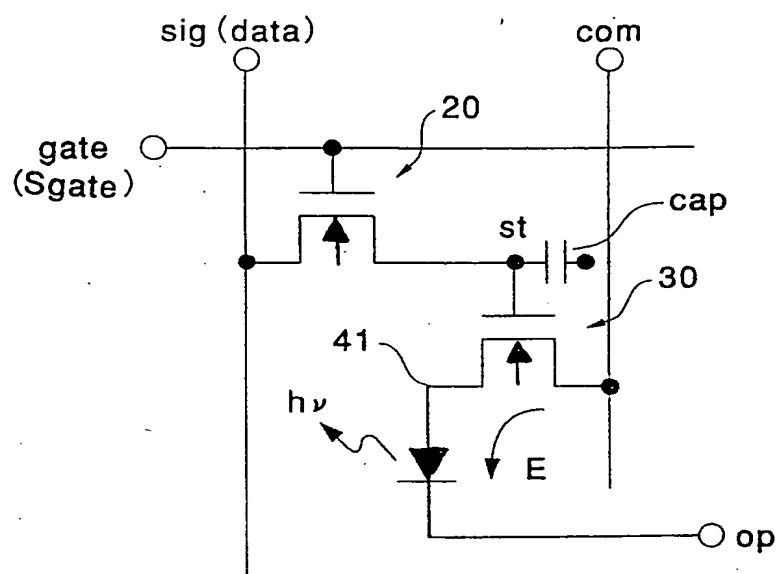 sig (data)
com
20
gate
(Sgate)
cap
st
30
41
hν
E
op